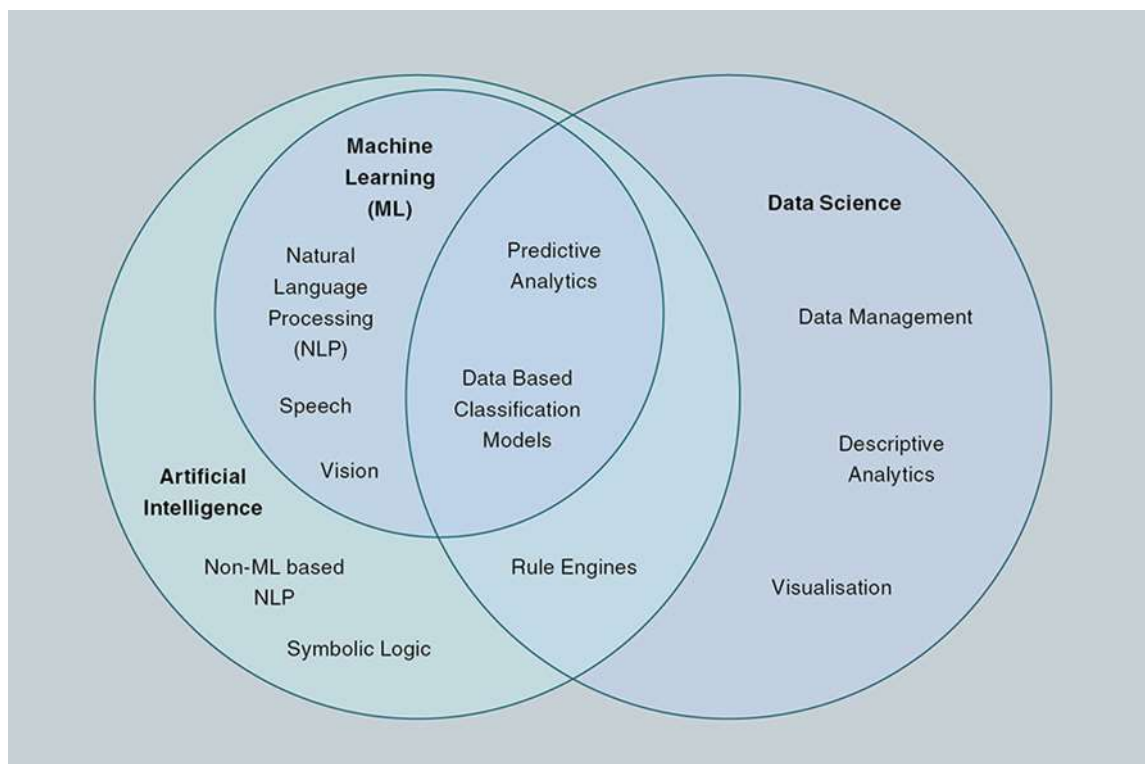 Machine
Learning
(ML)
Natural
Language
Processing
(NLP)
Speech
Vision
Artificial
Intelligence
Non-ML based
NLP
Symbolic Logic
Predictive
Analytics
Data Based
Classification
Models
Rule Engines
Data Science
Data Management
Descriptive
Analytics
Visualisation